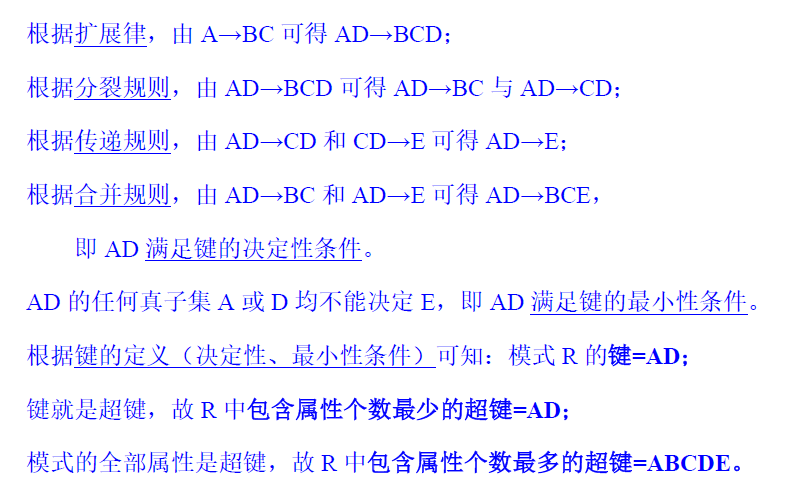 根据扩展律，由 A→BC 可得 AD→BCD；
根据分裂规则，由 AD→BCD 可得 AD→BC 与 AD→CD；
根据传递规则，由 AD→CD 和 CD→E 可得 AD→E；
根据合并规则，由 AD→BC 和 AD→E 可得 AD→BCE，
即 AD 满足键的决定性条件。
AD 的任何真子集 A 或 D 均不能决定 E，即 AD 满足键的最小性条件。
根据键的定义（决定性、最小性条件）可知：模式 R 的键=AD；
键就是超键，故 R 中包含属性个数最少的超键=AD；
模式的全部属性是超键，故 R 中包含属性个数最多的超键=ABCDE。